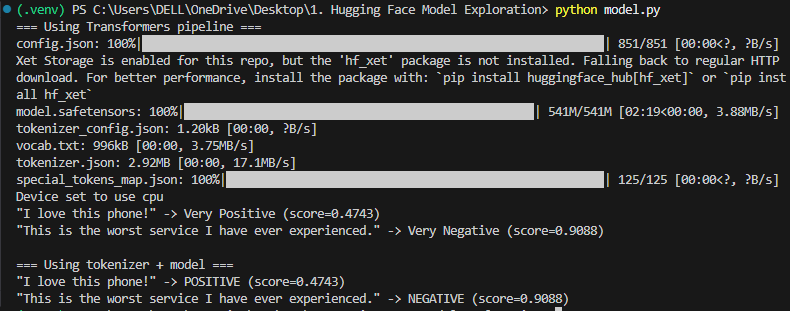 (.venv) PS C:\Users\DELL\OneDrive\Desktop\1. Hugging Face Model Exploration> python model.py
=== Using Transformers pipeline ===
config.json: 100%| | 851/851 [00:00<?, ?B/s]
Xet Storage is enabled for this repo, but the 'hf_xet' package is not installed. Falling back to regular HTTP
download. For better performance, install the package with: `pip install huggingface_hub[hf_xet]` or `pip inst
all hf_xet`
model.safetensors: 100%| | 541M/541M [02:19<00:00, 3.88MB/s]
tokenizer_config.json: 1.20kB [00:00, ?B/s]
vocab.txt: 996kB [00:00, 3.75MB/s]
tokenizer.json: 2.92MB [00:00, 17.1MB/s]
special_tokens_map.json: 100%| | 125/125 [00:00<?, ?B/s]
Device set to use cpu
"I love this phone!" -> Very Positive (score=0.4743)
"This is the worst service I have ever experienced." -> Very Negative (score=0.9088)
=== Using tokenizer + model ===
"I love this phone!" -> POSITIVE (score=0.4743)
"This is the worst service I have ever experienced." -> NEGATIVE (score=0.9088)